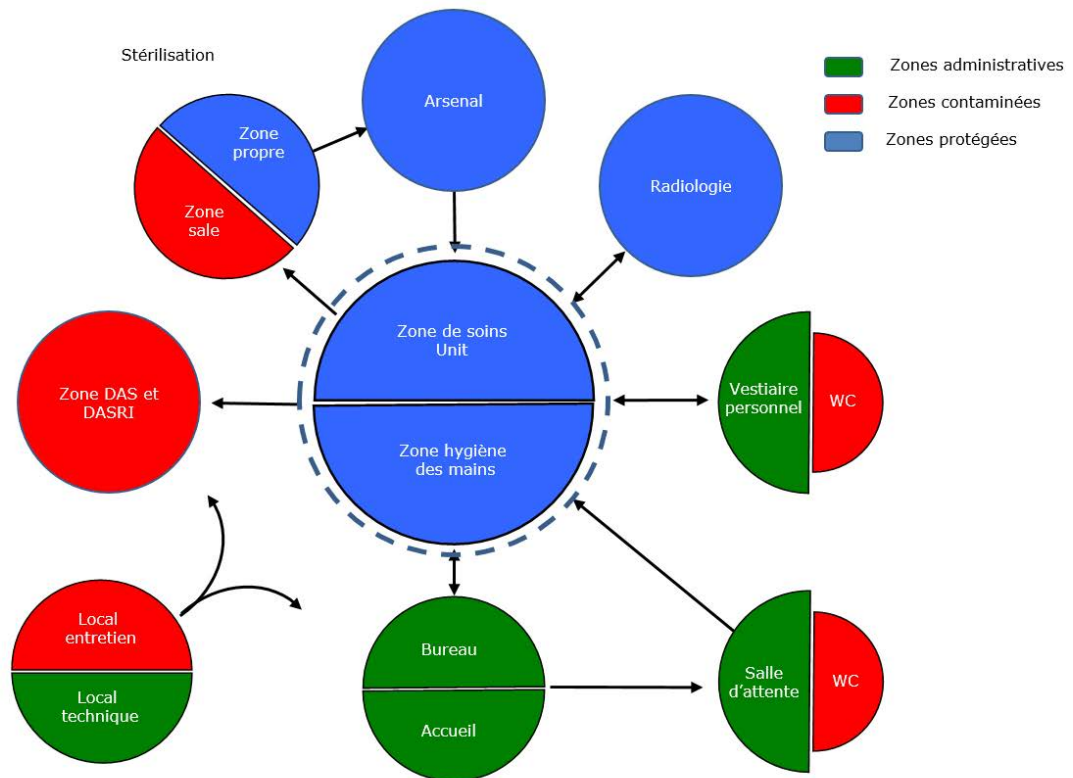 Stérilisation
Arsenal
Zones administratives
Zones contaminées
Zones protégées
Zone
propre
Zone
sale
Radiologie
Zone de soins
Unit
Zone hygiène
des mains
Zone DAS et
DASRI
Vestiaire
personnel
WC
Local
entretien
Local
technique
Bureau
Accueil
Salle
d'attente
WC